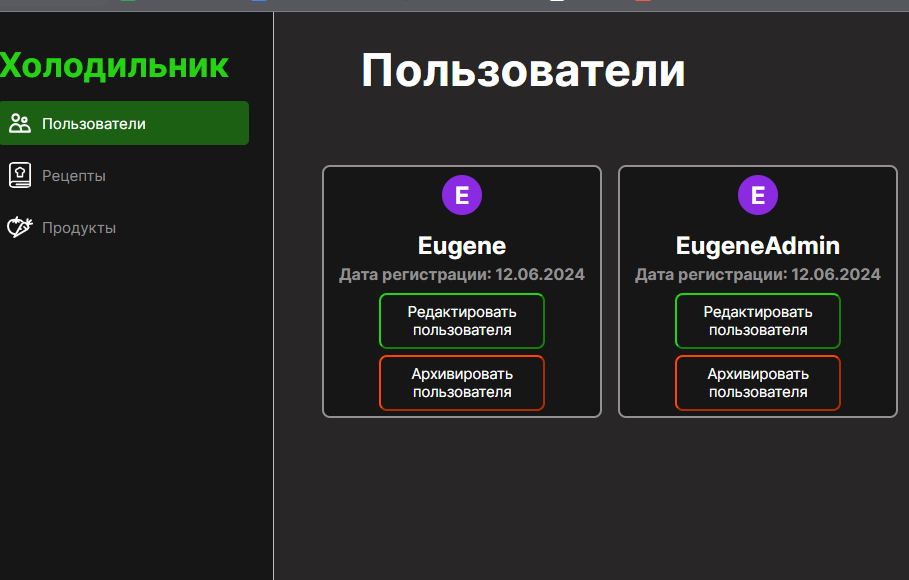 Холодильник
Пользователи
Рецепты
Продукты
Пользователи
E
Eugene
Дата регистрации: 12.06.2024
Редактировать
пользователя
Архивировать
пользователя
E
EugeneAdmin
Дата регистрации: 12.06.2024
Редактировать
пользователя
Архивировать
пользователя